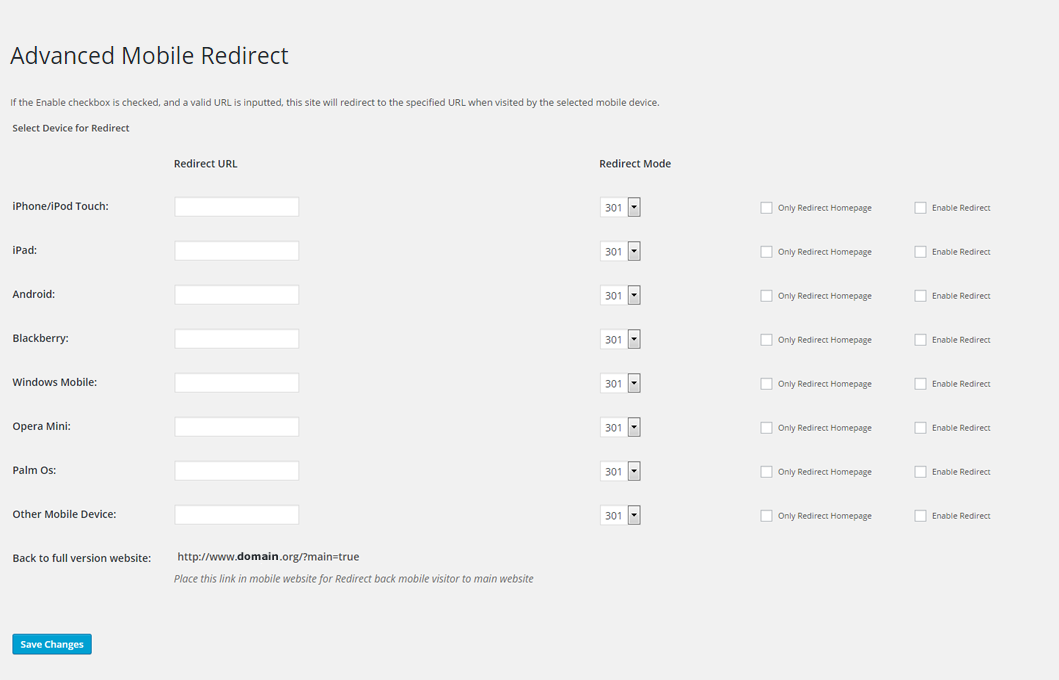 Advanced Mobile Redirect
If the Enable checkbox is checked, and a valid URL is inputted, this site will redirect to the specified URL when visited by the selected mobile device.
Select Device for Redirect
Redirect URL Redirect Mode
iPhone/iPod Touch: 301 Only Redirect Homepage Enable Redirect
iPad: 301 Only Redirect Homepage Enable Redirect
Android: 301 Only Redirect Homepage Enable Redirect
Blackberry: 301 Only Redirect Homepage Enable Redirect
Windows Mobile: 301 Only Redirect Homepage Enable Redirect
Opera Mini: 301 Only Redirect Homepage Enable Redirect
Palm Os: 301 Only Redirect Homepage Enable Redirect
Other Mobile Device: 301 Only Redirect Homepage Enable Redirect
Back to full version website: http://www.domain.org/?main=true
Place this link in mobile website for Redirect back mobile visitor to main website
Save Changes